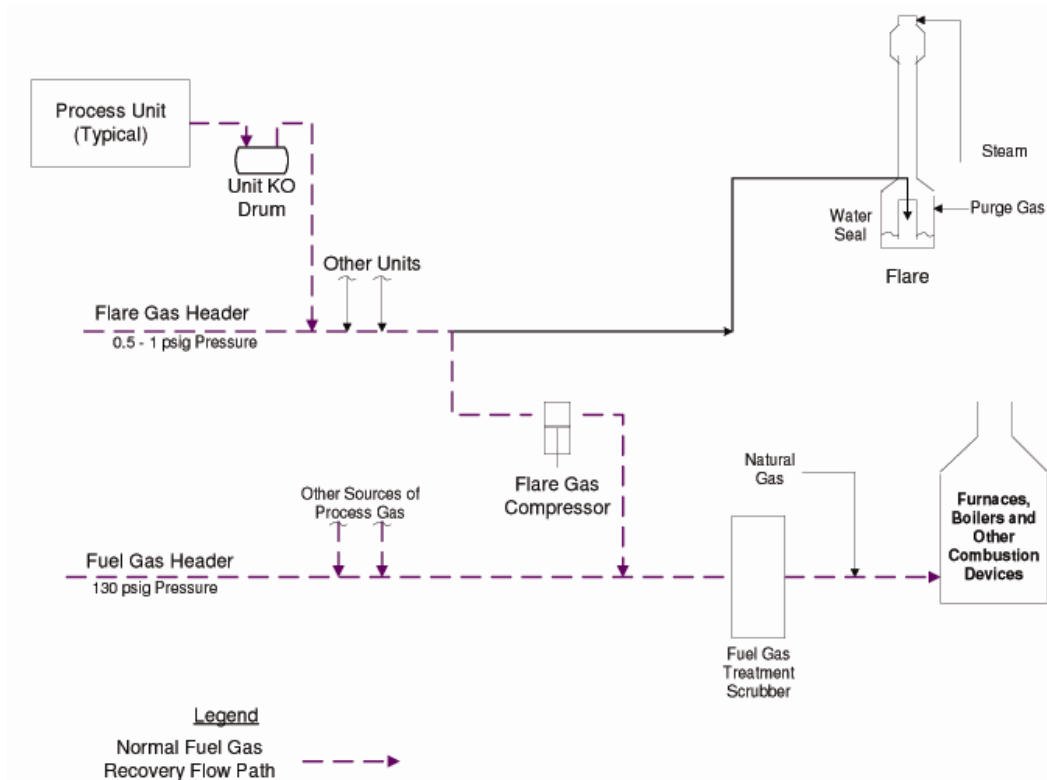 Process Unit
(Typical)
Unit KO
Drum
Steam
Water
Seal
Purge Gas
Flare
Other Units
Flare Gas Header
0.5 - 1 psig Pressure
Flare Gas
Compressor
Natural
Gas
Other Sources of
Process Gas
Fuel Gas Header
130 psig Pressure
Furnaces,
Boilers and
Other
Combustion
Devices
Fuel Gas
Treatment
Scrubber
Legend
Normal Fuel Gas
Recovery Flow Path